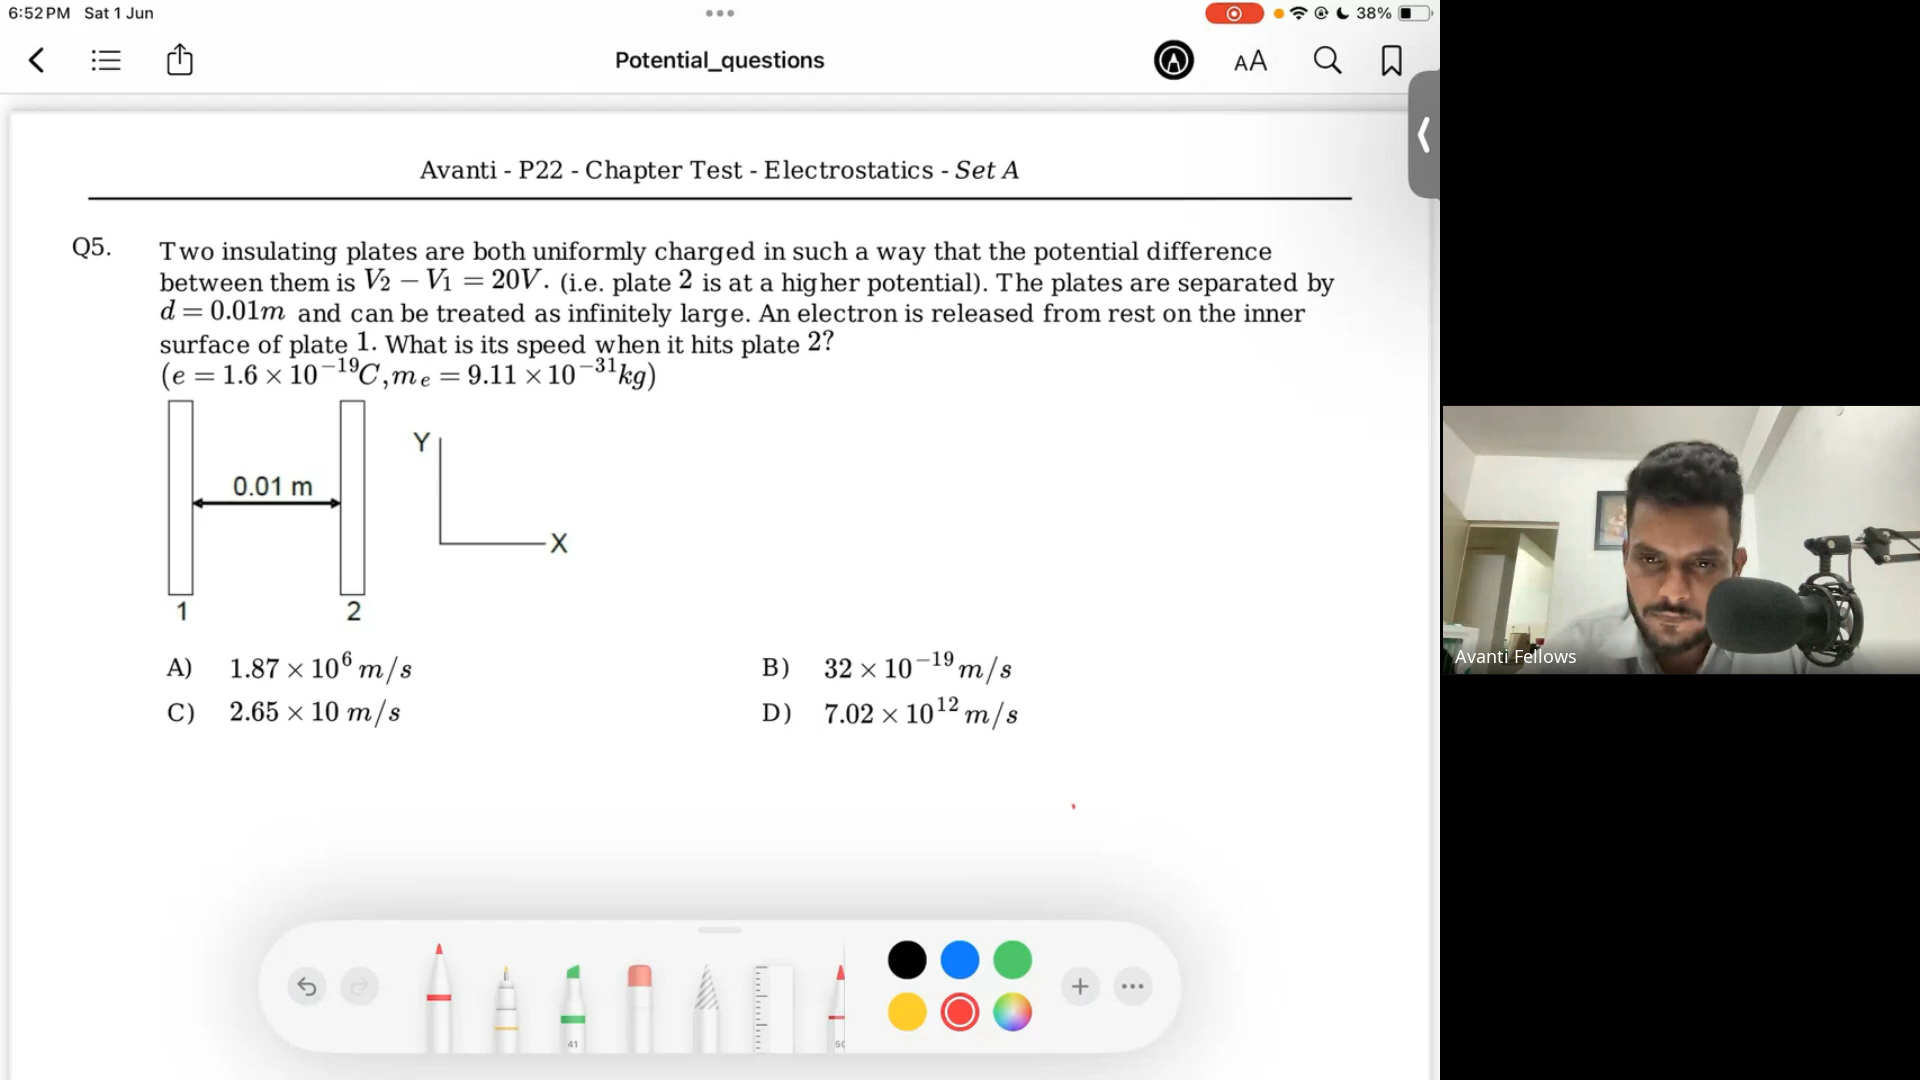 6:52 PM Sat 1 Jun
38%
Potential_questions
AA
Avanti - P22 - Chapter Test - Electrostatics - Set A
Q5. Two insulating plates are both uniformly charged in such a way that the potential difference
between them is V₂ − V₁ = 20V. (i.e. plate 2 is at a higher potential). The plates are separated by
d = 0.01m and can be treated as infinitely large. An electron is released from rest on the inner
surface of plate 1. What is its speed when it hits plate 2?
(e = 1.6 × 10⁻¹⁹C, mₑ = 9.11 × 10⁻³¹kg)
Y
0.01 m
X
1 2
A) 1.87 × 10⁶ m/s B) 32 × 10⁻¹⁹ m/s
C) 2.65 × 10 m/s D) 7.02 × 10¹² m/s
41
Avanti Fellows